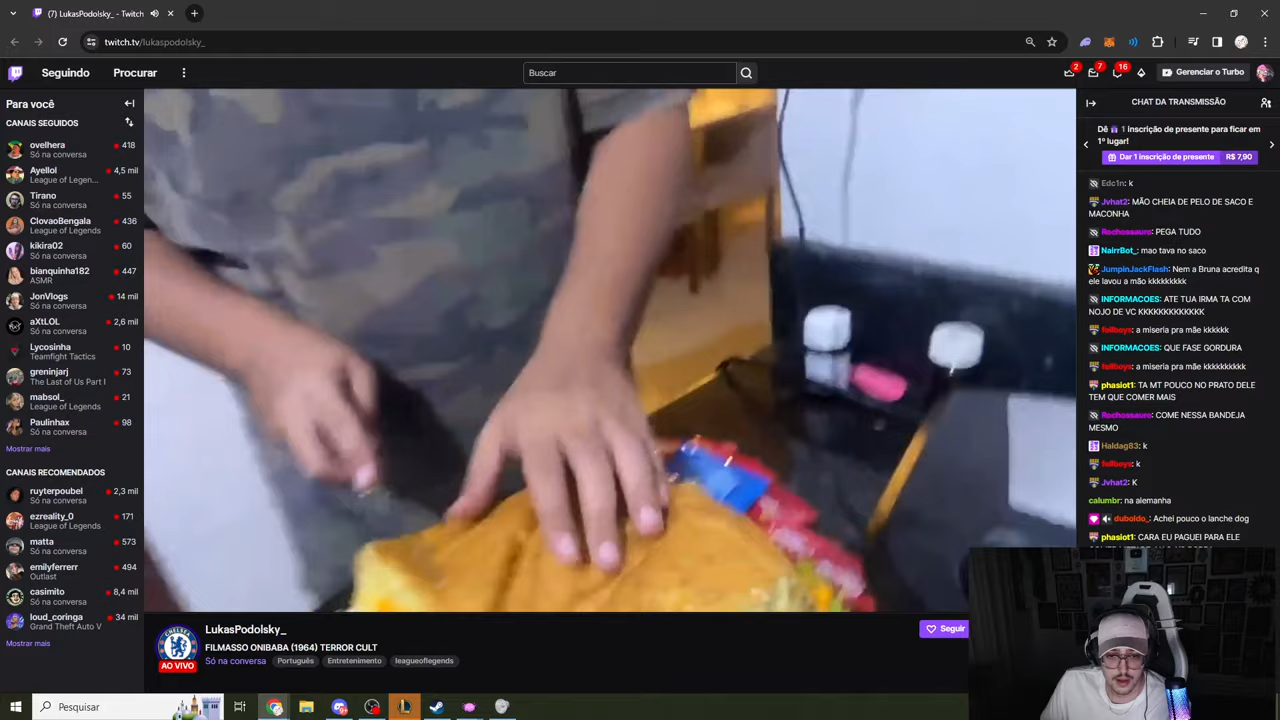 (7) LukasPodolsky_ - Twitch
twitch.tv/lukaspodolsky_
Seguindo
Procurar
Buscar
2
7
16
Gerenciar o Turbo
Para você
CANAIS SEGUIDOS
ovelhera 418
Só na conversa
Ayellol 4,5 mil
League of Legen...
Tirano 55
Só na conversa
ClovaoBengala 436
League of Legends
kikira02 60
Só na conversa
bianquinha182 447
ASMR
JonVlogs 14 mil
Só na conversa
aXtLOL 2,6 mil
Só na conversa
Lycosinha 10
Teamfight Tactics
greninjarj 73
The Last of Us Part I
mabsol_ 21
League of Legends
Paulinhax 98
Só na conversa
Mostrar mais
CANAIS RECOMENDADOS
ruyterpoubel 2,3 mil
Só na conversa
ezreality_0 171
League of Legends
matta 573
Só na conversa
emilyferrerr 494
Outlast
casimito 8,4 mil
Só na conversa
loud_coringa 34 mil
Grand Theft Auto V
Mostrar mais
CHELSEA
AO VIVO
LukasPodolsky_
FILMASSO ONIBABA (1964) TERROR CULT
Só na conversa Português Entretenimento leagueoflegends
Seguir
CHAT DA TRANSMISSÃO
Dê 1 inscrição de presente para ficar em
1º lugar!
Dar 1 inscrição de presente R$ 7,90
Edc1n: k
Jvhat2: MÃO CHEIA DE PELO DE SACO E
MACONHA
Rochossauro: PEGA TUDO
NairrBot_: mao tava no saco
JumpinJackFlash: Nem a Bruna acredita q
ele lavou a mão kkkkkkkkk
INFORMACOES: ATE TUA IRMA TA COM
NOJO DE VC KKKKKKKKKKKK
fellboys: a miseria pra mãe kkkkkk
INFORMACOES: QUE FASE GORDURA
fellboys: a miseria pra mãe kkkkkkkkkk
phasiot1: TA MT POUCO NO PRATO DELE
TEM QUE COMER MAIS
Rochossauro: COME NESSA BANDEJA
MESMO
Haldag83: k
fellboys: k
Jvhat2: K
calumbr: na alemanha
duboldo_: Achei pouco o lanche dog
phasiot1: CARA EU PAGUEI PARA ELE
Pesquisar